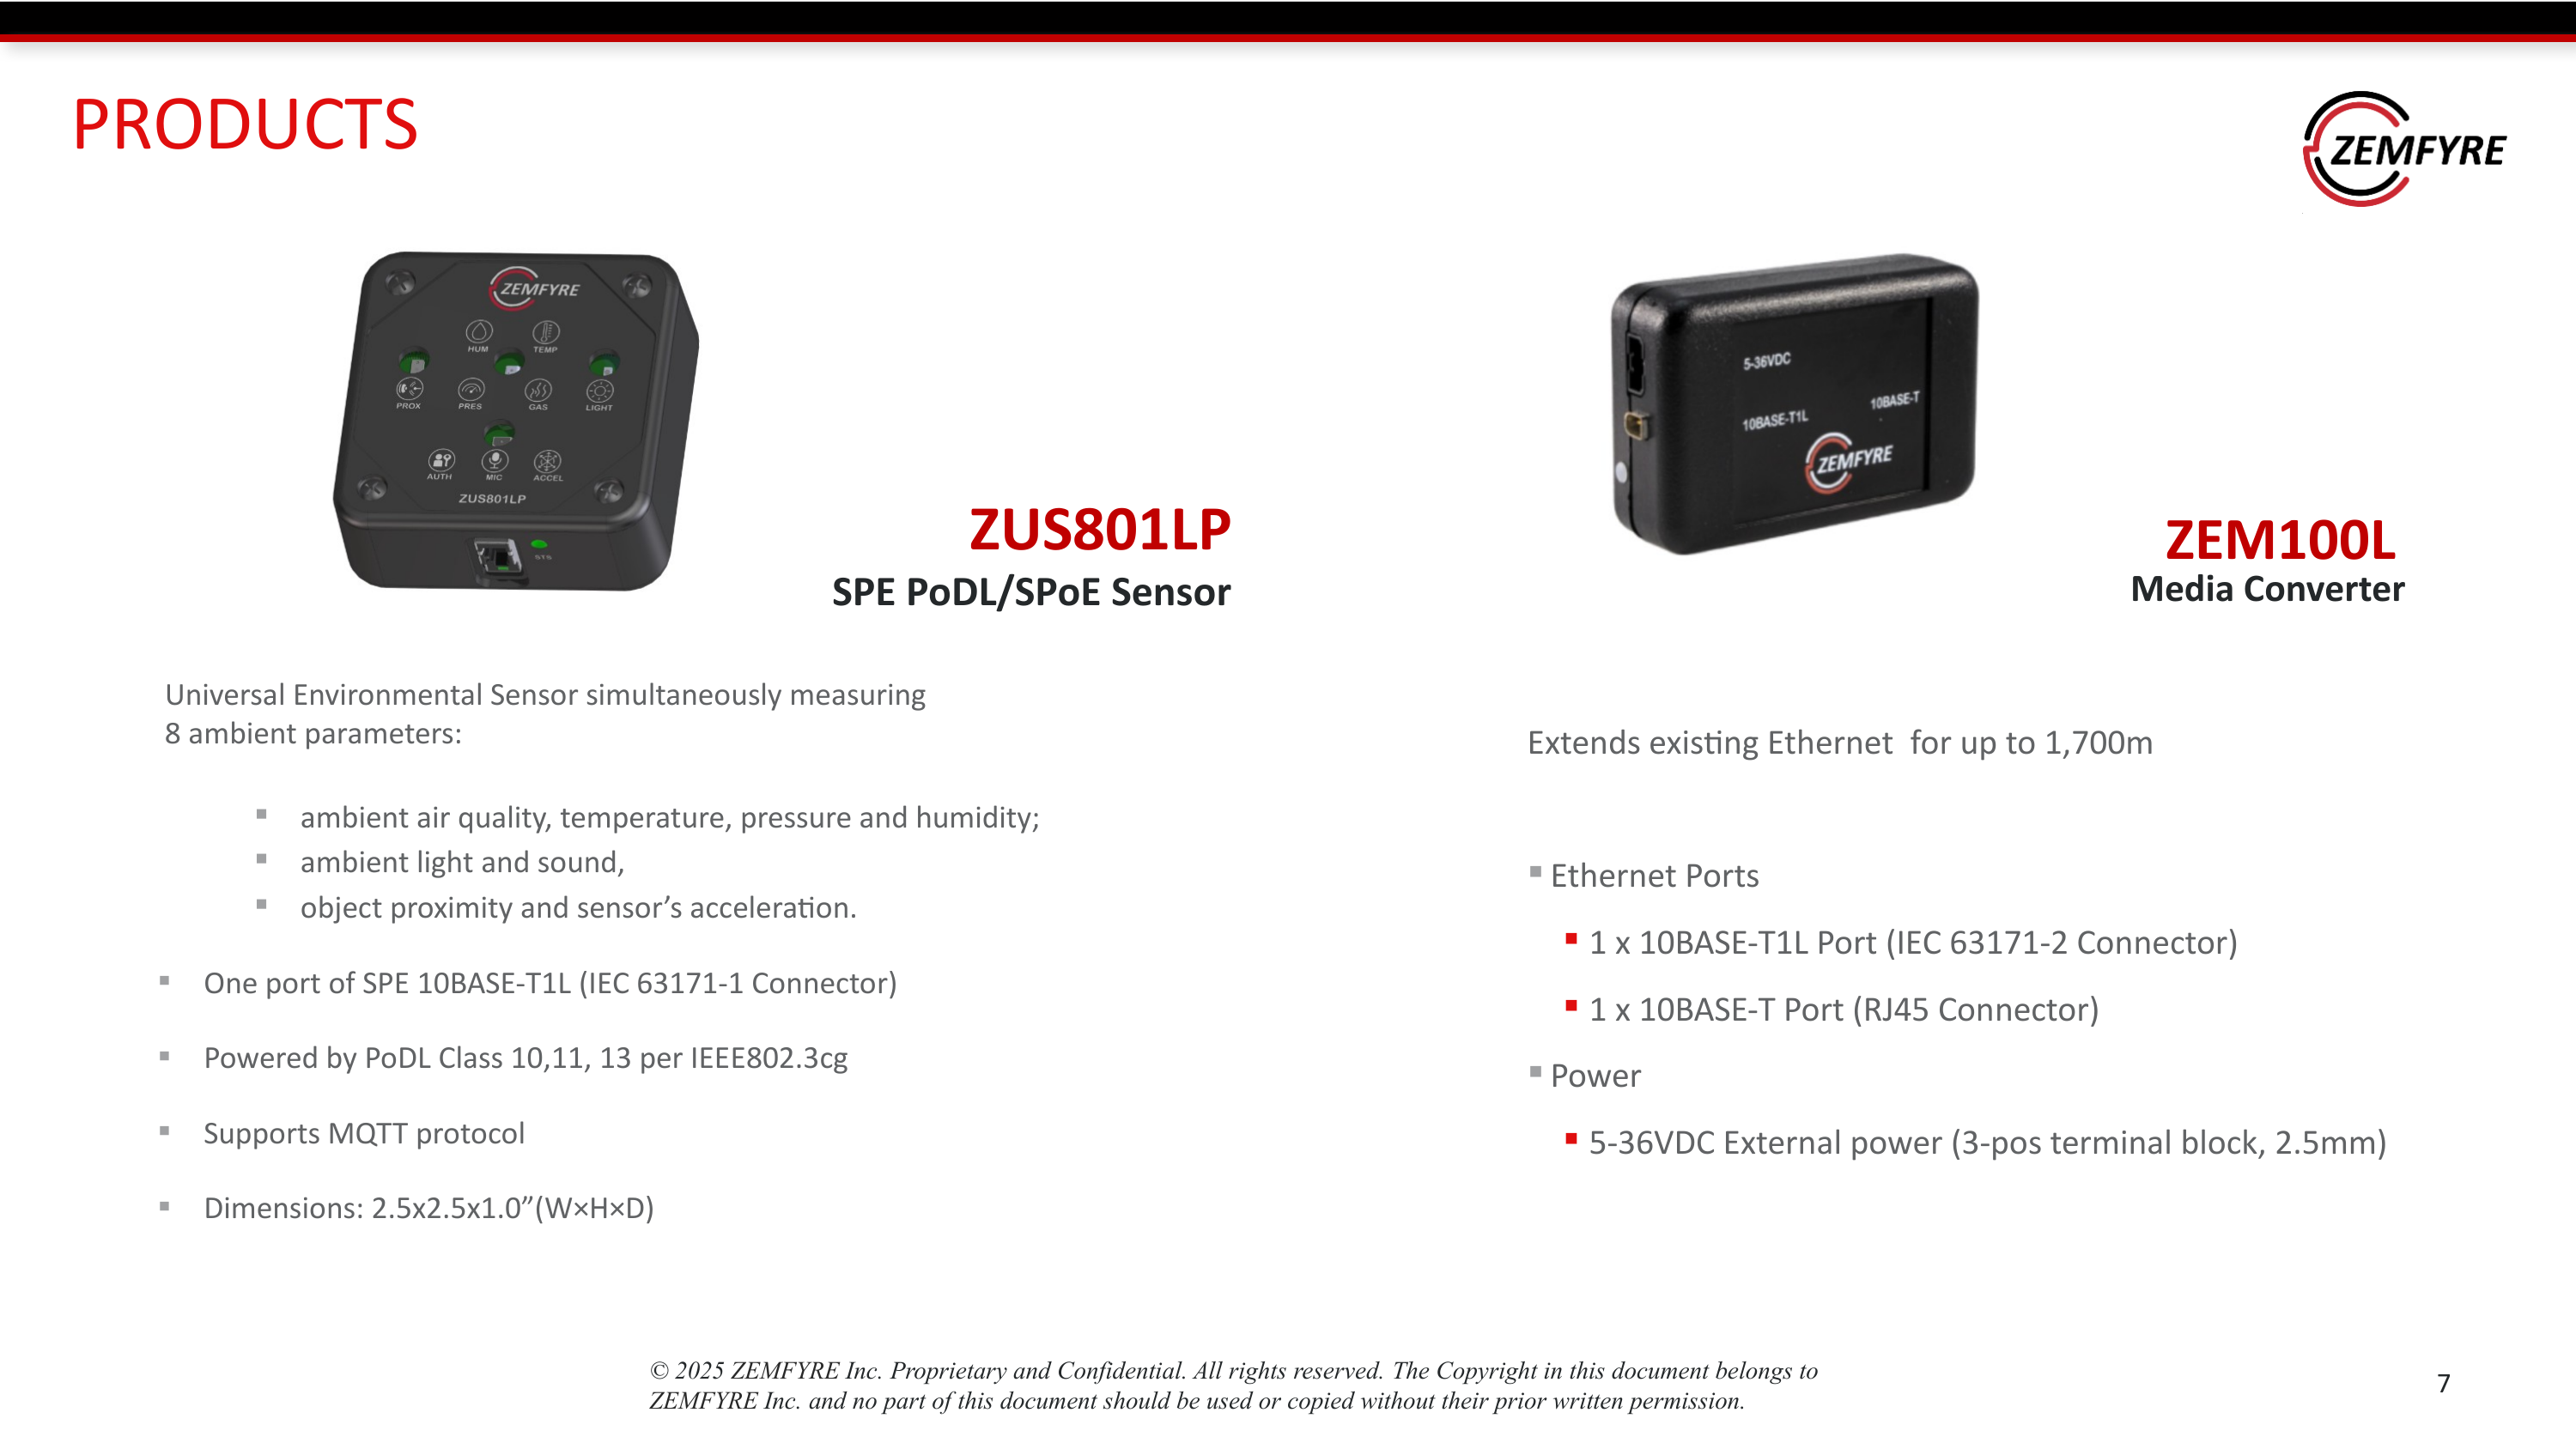 PRODUCTS
ZEMFYRE
ZEMFYRE
HUM TEMP
PROX PRES GAS LIGHT
AUTH MIC ACCEL
ZUS801LP
STS
ZUS801LP
SPE PoDL/SPoE Sensor
Universal Environmental Sensor simultaneously measuring
8 ambient parameters:
▪ ambient air quality, temperature, pressure and humidity;
▪ ambient light and sound,
▪ object proximity and sensor’s acceleration.
▪ One port of SPE 10BASE-T1L (IEC 63171-1 Connector)
▪ Powered by PoDL Class 10,11, 13 per IEEE802.3cg
▪ Supports MQTT protocol
▪ Dimensions: 2.5x2.5x1.0”(W×H×D)
5-36VDC
10BASE-T1L 10BASE-T
ZEMFYRE
ZEM100L
Media Converter
Extends existing Ethernet  for up to 1,700m
▪ Ethernet Ports
▪ 1 x 10BASE-T1L Port (IEC 63171-2 Connector)
▪ 1 x 10BASE-T Port (RJ45 Connector)
▪ Power
▪ 5-36VDC External power (3-pos terminal block, 2.5mm)
© 2025 ZEMFYRE Inc. Proprietary and Confidential. All rights reserved. The Copyright in this document belongs to
ZEMFYRE Inc. and no part of this document should be used or copied without their prior written permission.
7